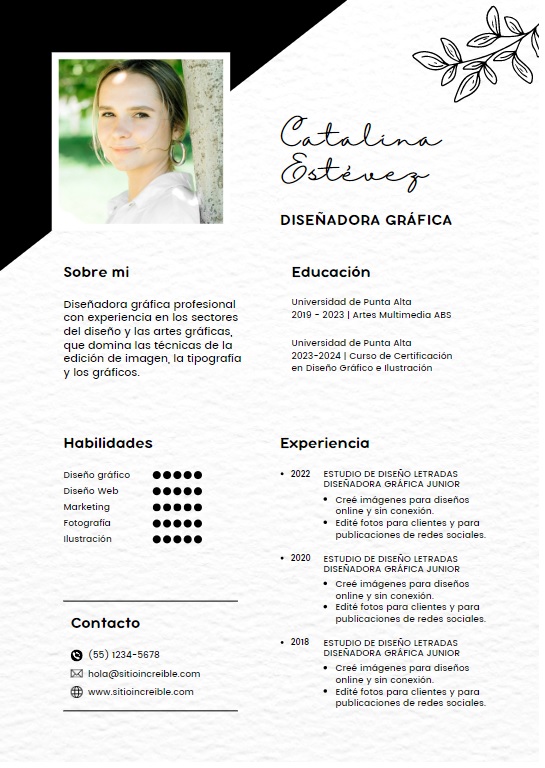 Catalina
Estévez
DISEÑADORA GRÁFICA
Sobre mi
Diseñadora gráfica profesional
con experiencia en los sectores
del diseño y las artes gráficas,
que domina las técnicas de la
edición de imagen, la tipografía
y los gráficos.
Educación
Universidad de Punta Alta
2019 - 2023 | Artes Multimedia ABS
Universidad de Punta Alta
2023-2024 | Curso de Certificación
en Diseño Gráfico e Ilustración
Habilidades
Diseño gráfico
Diseño Web
Marketing
Fotografía
Ilustración
Contacto
(55) 1234-5678
hola@sitioincreible.com
www.sitioincreible.com
Experiencia
• 2022 ESTUDIO DE DISEÑO LETRADAS
DISEÑADORA GRÁFICA JUNIOR
• Creé imágenes para diseños
online y sin conexión.
• Edité fotos para clientes y para
publicaciones de redes sociales.
• 2020 ESTUDIO DE DISEÑO LETRADAS
DISEÑADORA GRÁFICA JUNIOR
• Creé imágenes para diseños
online y sin conexión.
• Edité fotos para clientes y para
publicaciones de redes sociales.
• 2018 ESTUDIO DE DISEÑO LETRADAS
DISEÑADORA GRÁFICA JUNIOR
• Creé imágenes para diseños
online y sin conexión.
• Edité fotos para clientes y para
publicaciones de redes sociales.